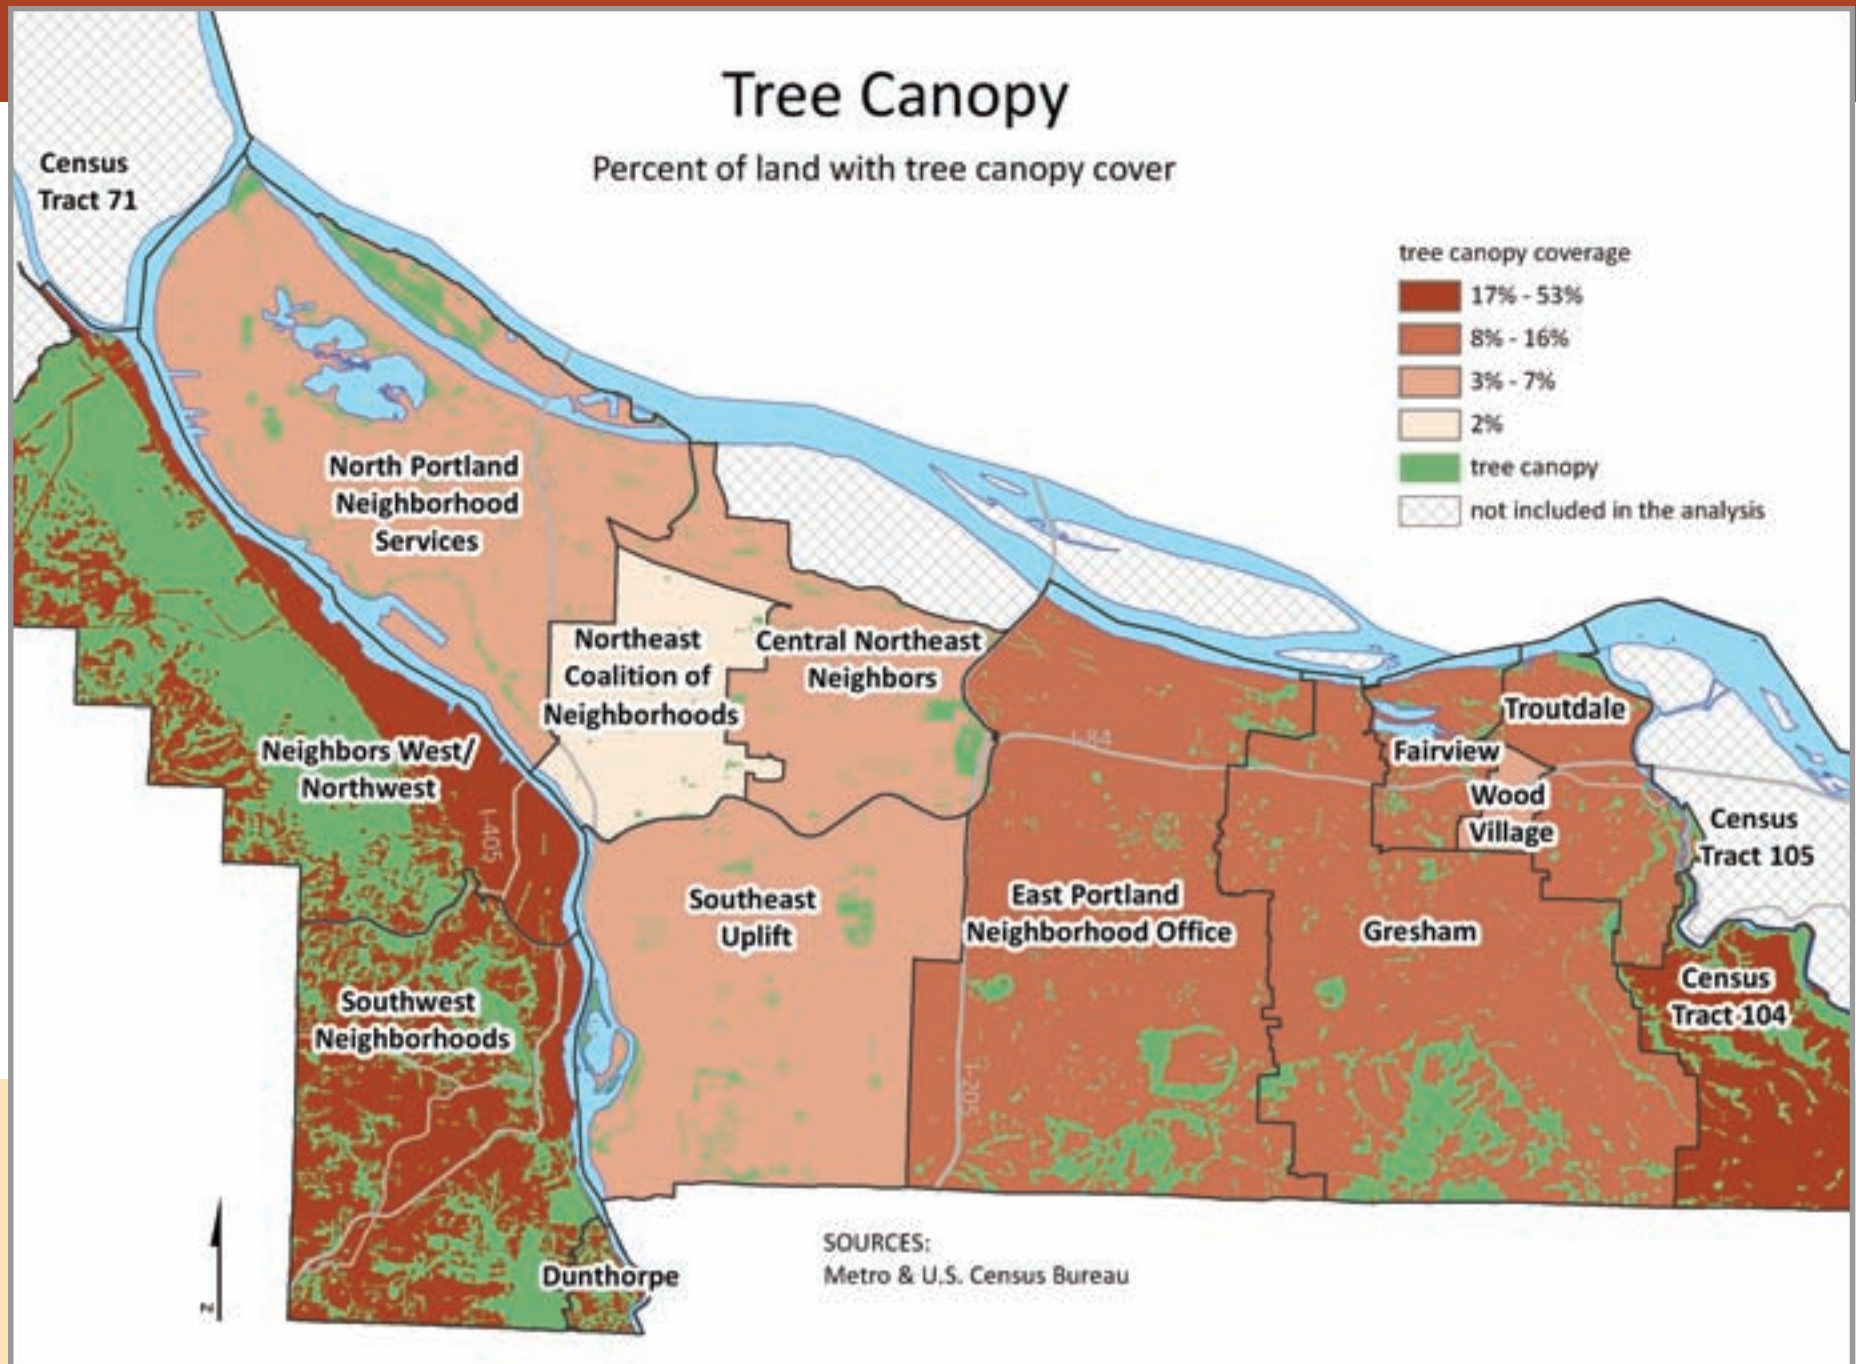 Tree Canopy
Percent of land with tree canopy cover
Census
Tract 71
tree canopy coverage
17% - 53%
8% - 16%
3% - 7%
2%
tree canopy
not included in the analysis
North Portland
Neighborhood
Services
Northeast
Coalition of
Neighborhoods
Central Northeast
Neighbors
Troutdale
Fairview
I-84
Neighbors West/
Northwest
Wood
Village
Census
Tract 105
I-405
Southeast
Uplift
East Portland
Neighborhood Office
Gresham
Census
Tract 104
Southwest
Neighborhoods
I-205
Dunthorpe
SOURCES:
Metro & U.S. Census Bureau
N